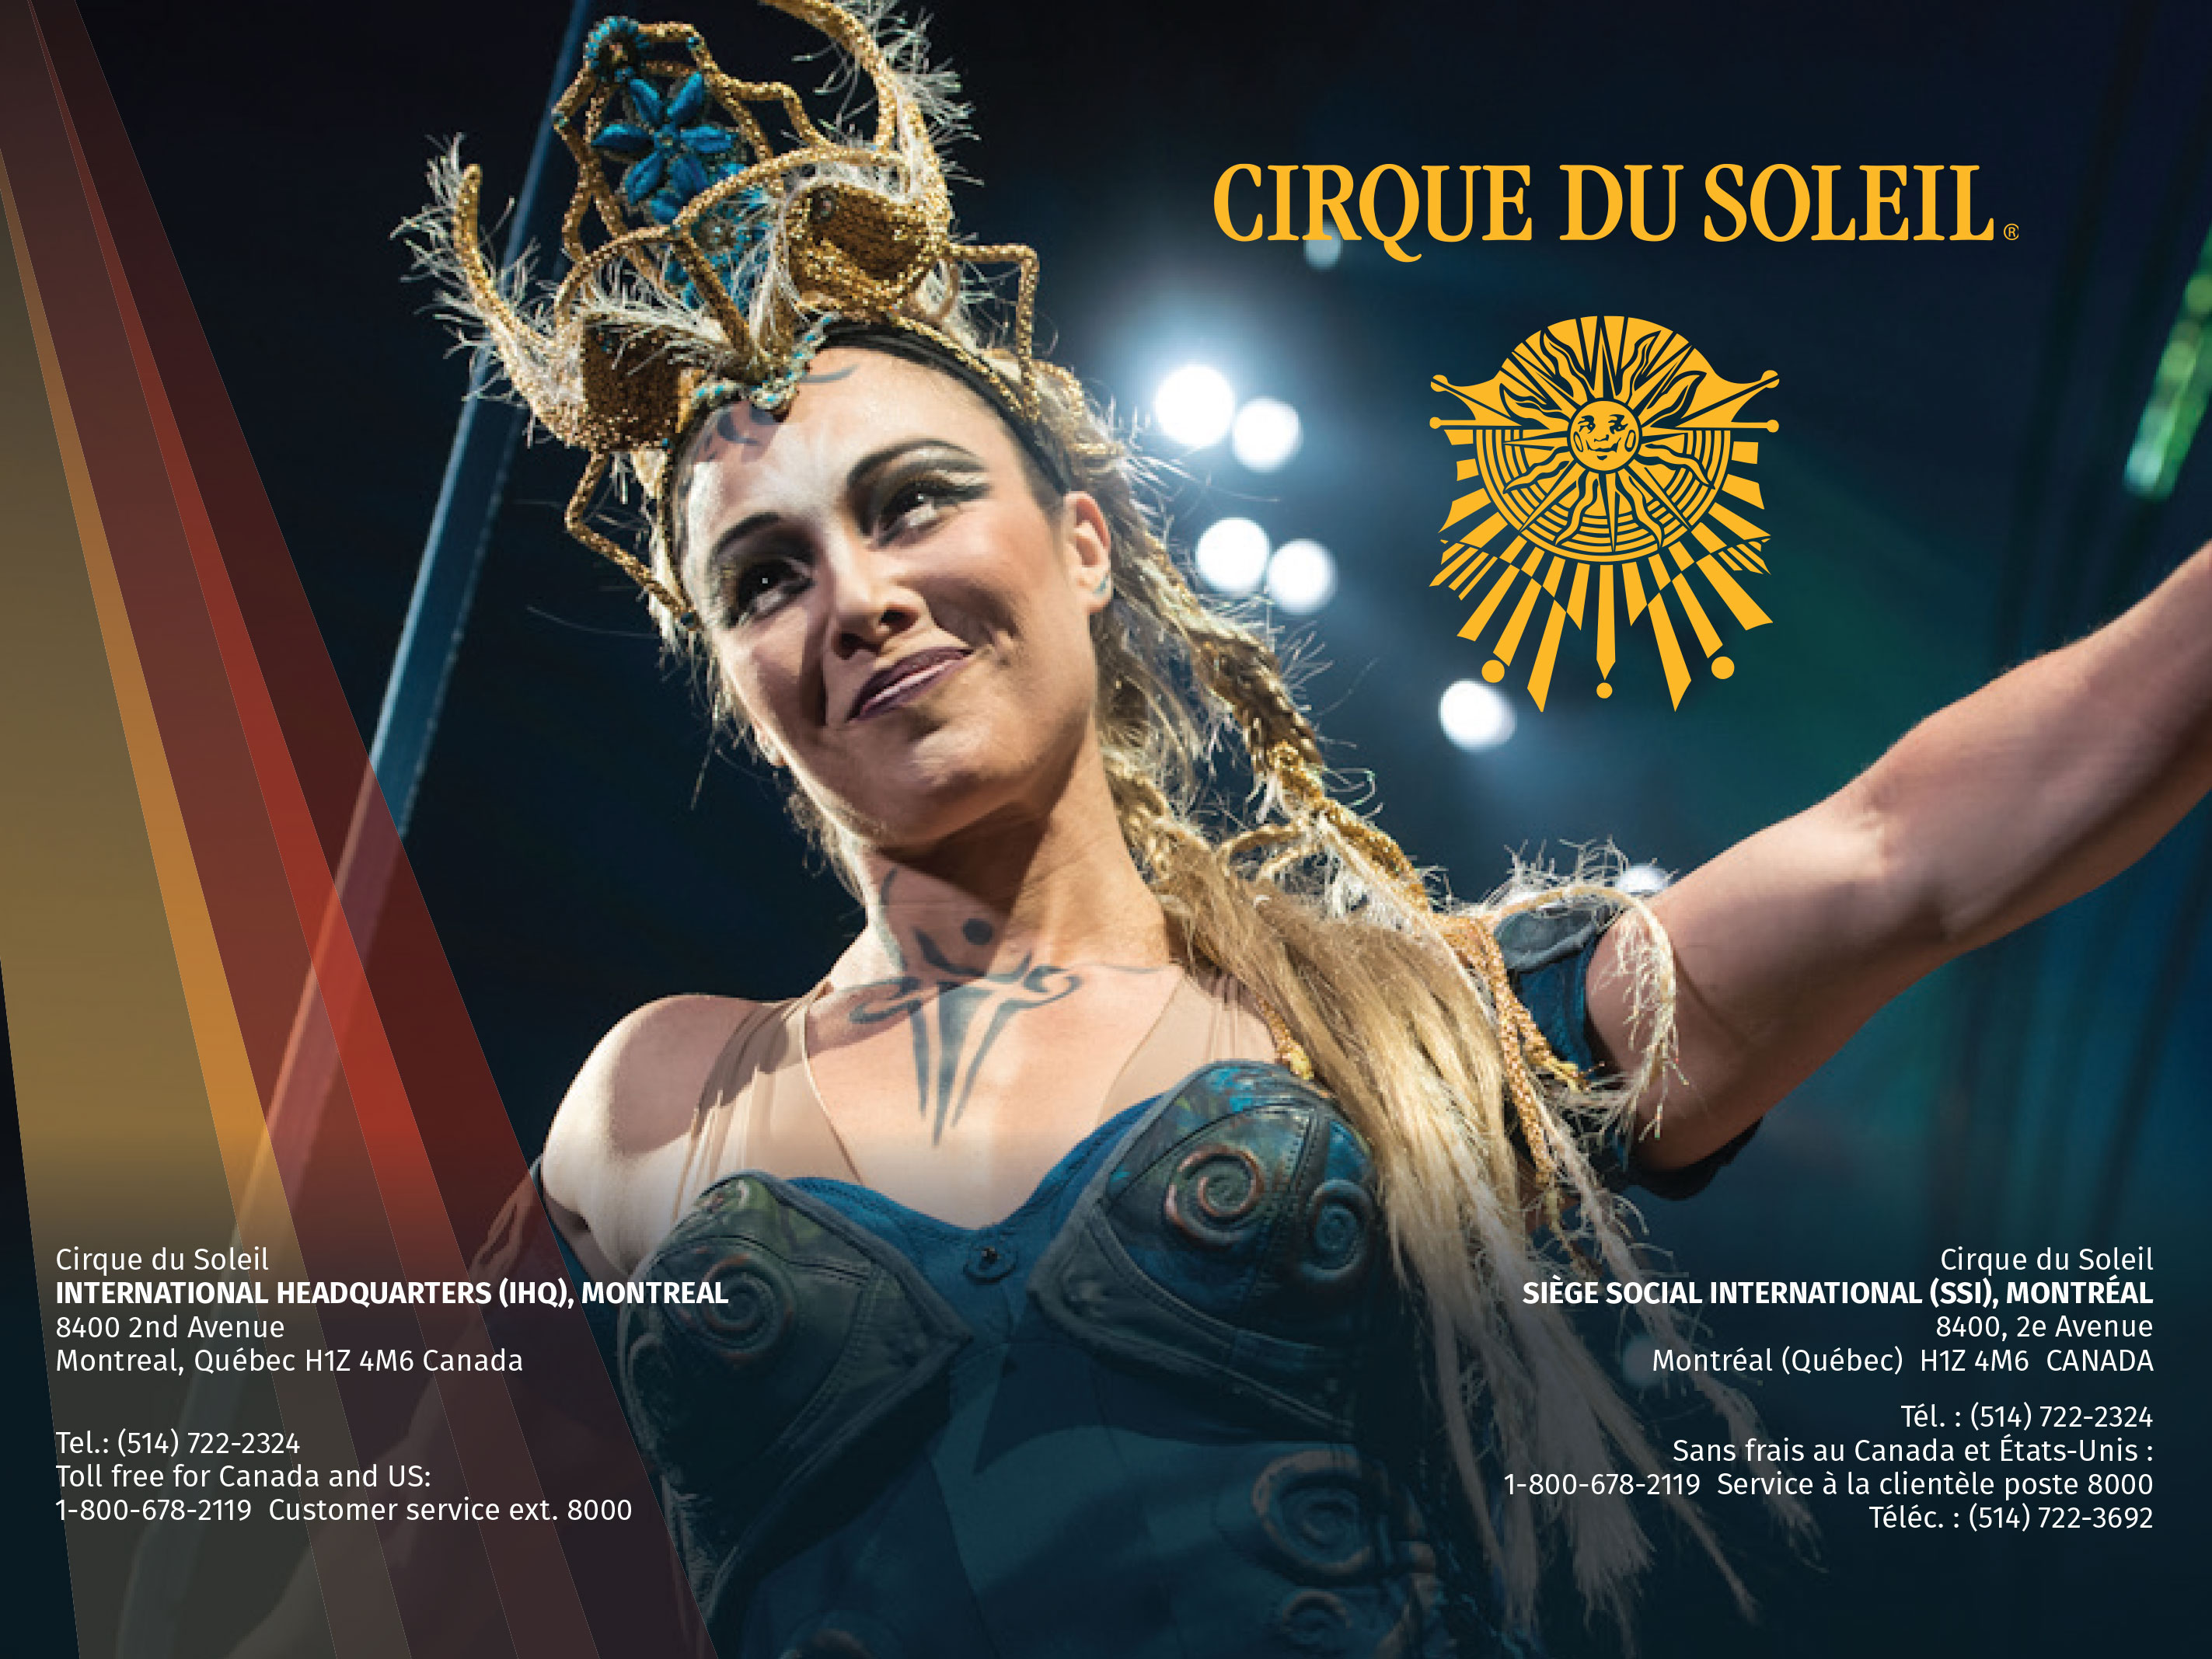 CIRQUE DU SOLEIL®
Cirque du Soleil
INTERNATIONAL HEADQUARTERS (IHQ), MONTREAL
8400 2nd Avenue
Montreal, Québec H1Z 4M6 Canada
Tel.: (514) 722-2324
Toll free for Canada and US:
1-800-678-2119  Customer service ext. 8000
Cirque du Soleil
SIÈGE SOCIAL INTERNATIONAL (SSI), MONTRÉAL
8400, 2e Avenue
Montréal (Québec)  H1Z 4M6  CANADA
Tél. : (514) 722-2324
Sans frais au Canada et États-Unis :
1-800-678-2119  Service à la clientèle poste 8000
Téléc. : (514) 722-3692